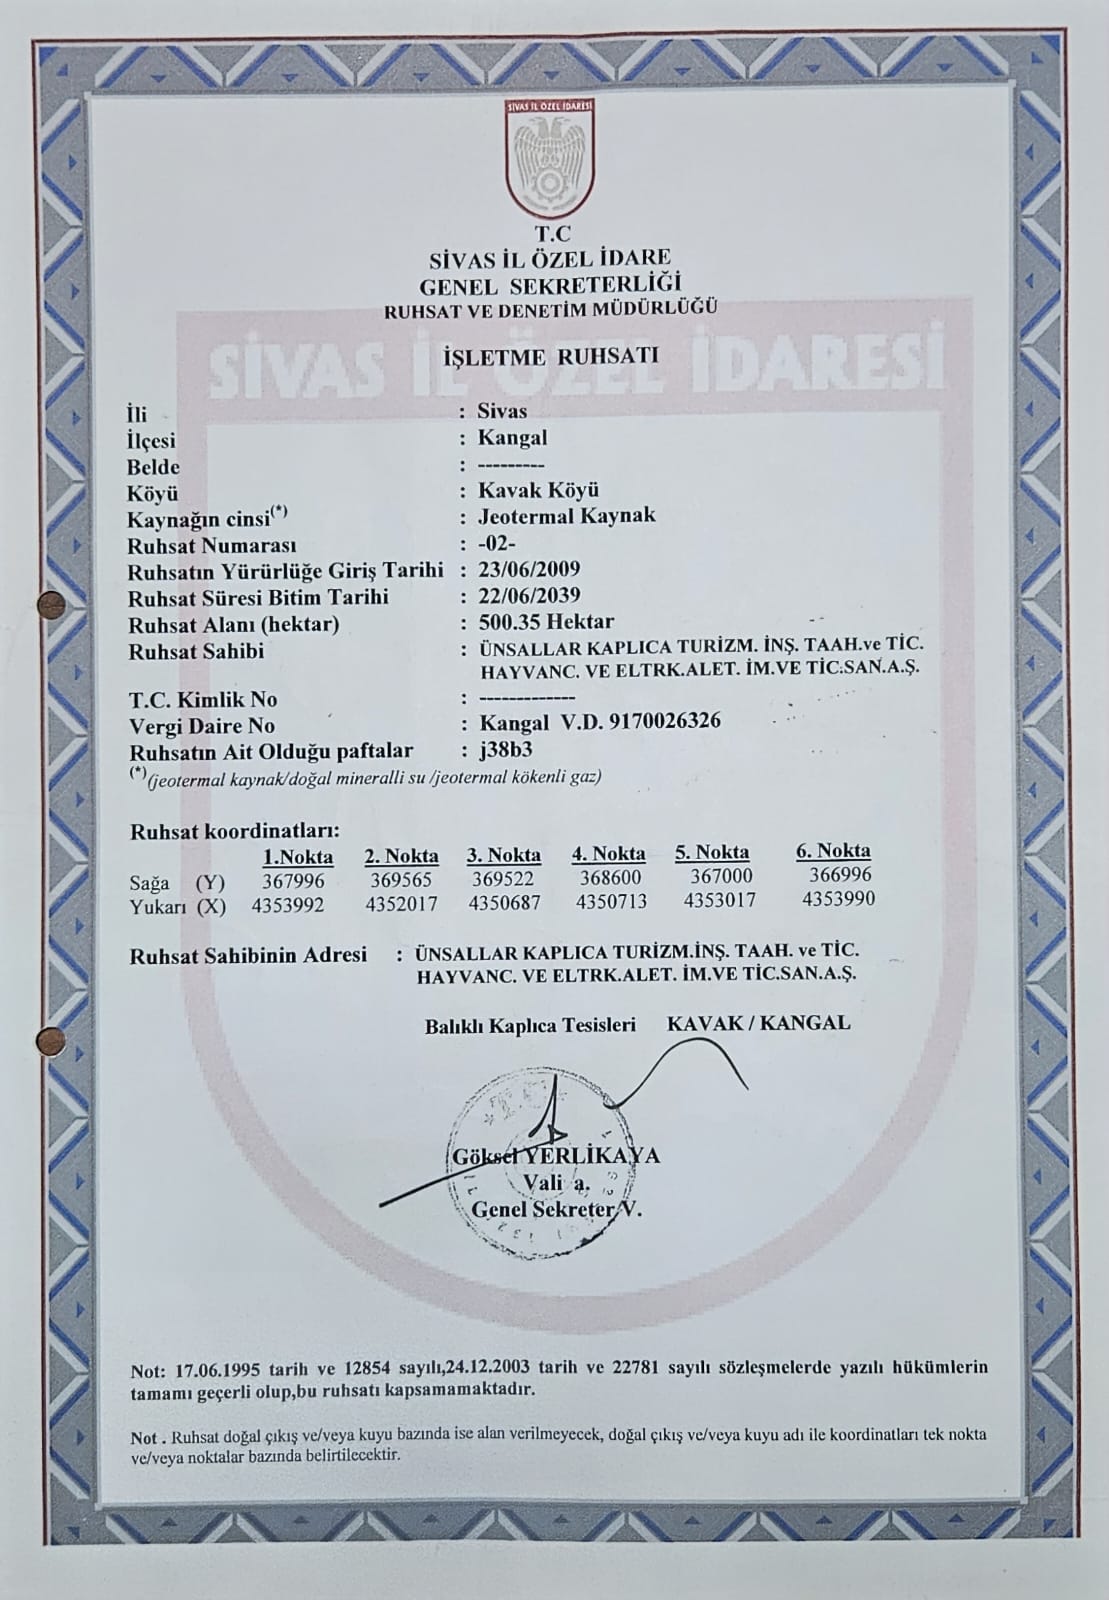 SİVAS İL ÖZEL İDARESİ
T.C
SİVAS İL ÖZEL İDARE
GENEL SEKRETERLİĞİ
RUHSAT VE DENETİM MÜDÜRLÜĞÜ
SİVAS İL ÖZEL İDARESİ
İŞLETME RUHSATI
İli : Sivas
İlçesi : Kangal
Belde : ---------
Köyü : Kavak Köyü
Kaynağın cinsi(*) : Jeotermal Kaynak
Ruhsat Numarası : -02-
Ruhsatın Yürürlüğe Giriş Tarihi : 23/06/2009
Ruhsat Süresi Bitim Tarihi : 22/06/2039
Ruhsat Alanı (hektar) : 500.35 Hektar
Ruhsat Sahibi : ÜNSALLAR KAPLICA TURİZM. İNŞ. TAAH.ve TİC.
HAYVANC. VE ELTRK.ALET. İM.VE TİC.SAN.A.Ş.
T.C. Kimlik No : -------------
Vergi Daire No : Kangal V.D. 9170026326
Ruhsatın Ait Olduğu paftalar : j38b3
(*)(jeotermal kaynak/doğal mineralli su /jeotermal kökenli gaz)
Ruhsat koordinatları:
1.Nokta 2. Nokta 3. Nokta 4. Nokta 5. Nokta 6. Nokta
Sağa (Y) 367996 369565 369522 368600 367000 366996
Yukarı (X) 4353992 4352017 4350687 4350713 4353017 4353990
Ruhsat Sahibinin Adresi : ÜNSALLAR KAPLICA TURİZM.İNŞ. TAAH. ve TİC.
HAYVANC. VE ELTRK.ALET. İM.VE TİC.SAN.A.Ş.
Balıklı Kaplıca Tesisleri KAVAK / KANGAL
Göksel YERLİKAYA
Vali a.
Genel Sekreter V.
Not: 17.06.1995 tarih ve 12854 sayılı,24.12.2003 tarih ve 22781 sayılı sözleşmelerde yazılı hükümlerin
tamamı geçerli olup,bu ruhsatı kapsamamaktadır.
Not . Ruhsat doğal çıkış ve/veya kuyu bazında ise alan verilmeyecek, doğal çıkış ve/veya kuyu adı ile koordinatları tek nokta
ve/veya noktalar bazında belirtilecektir.